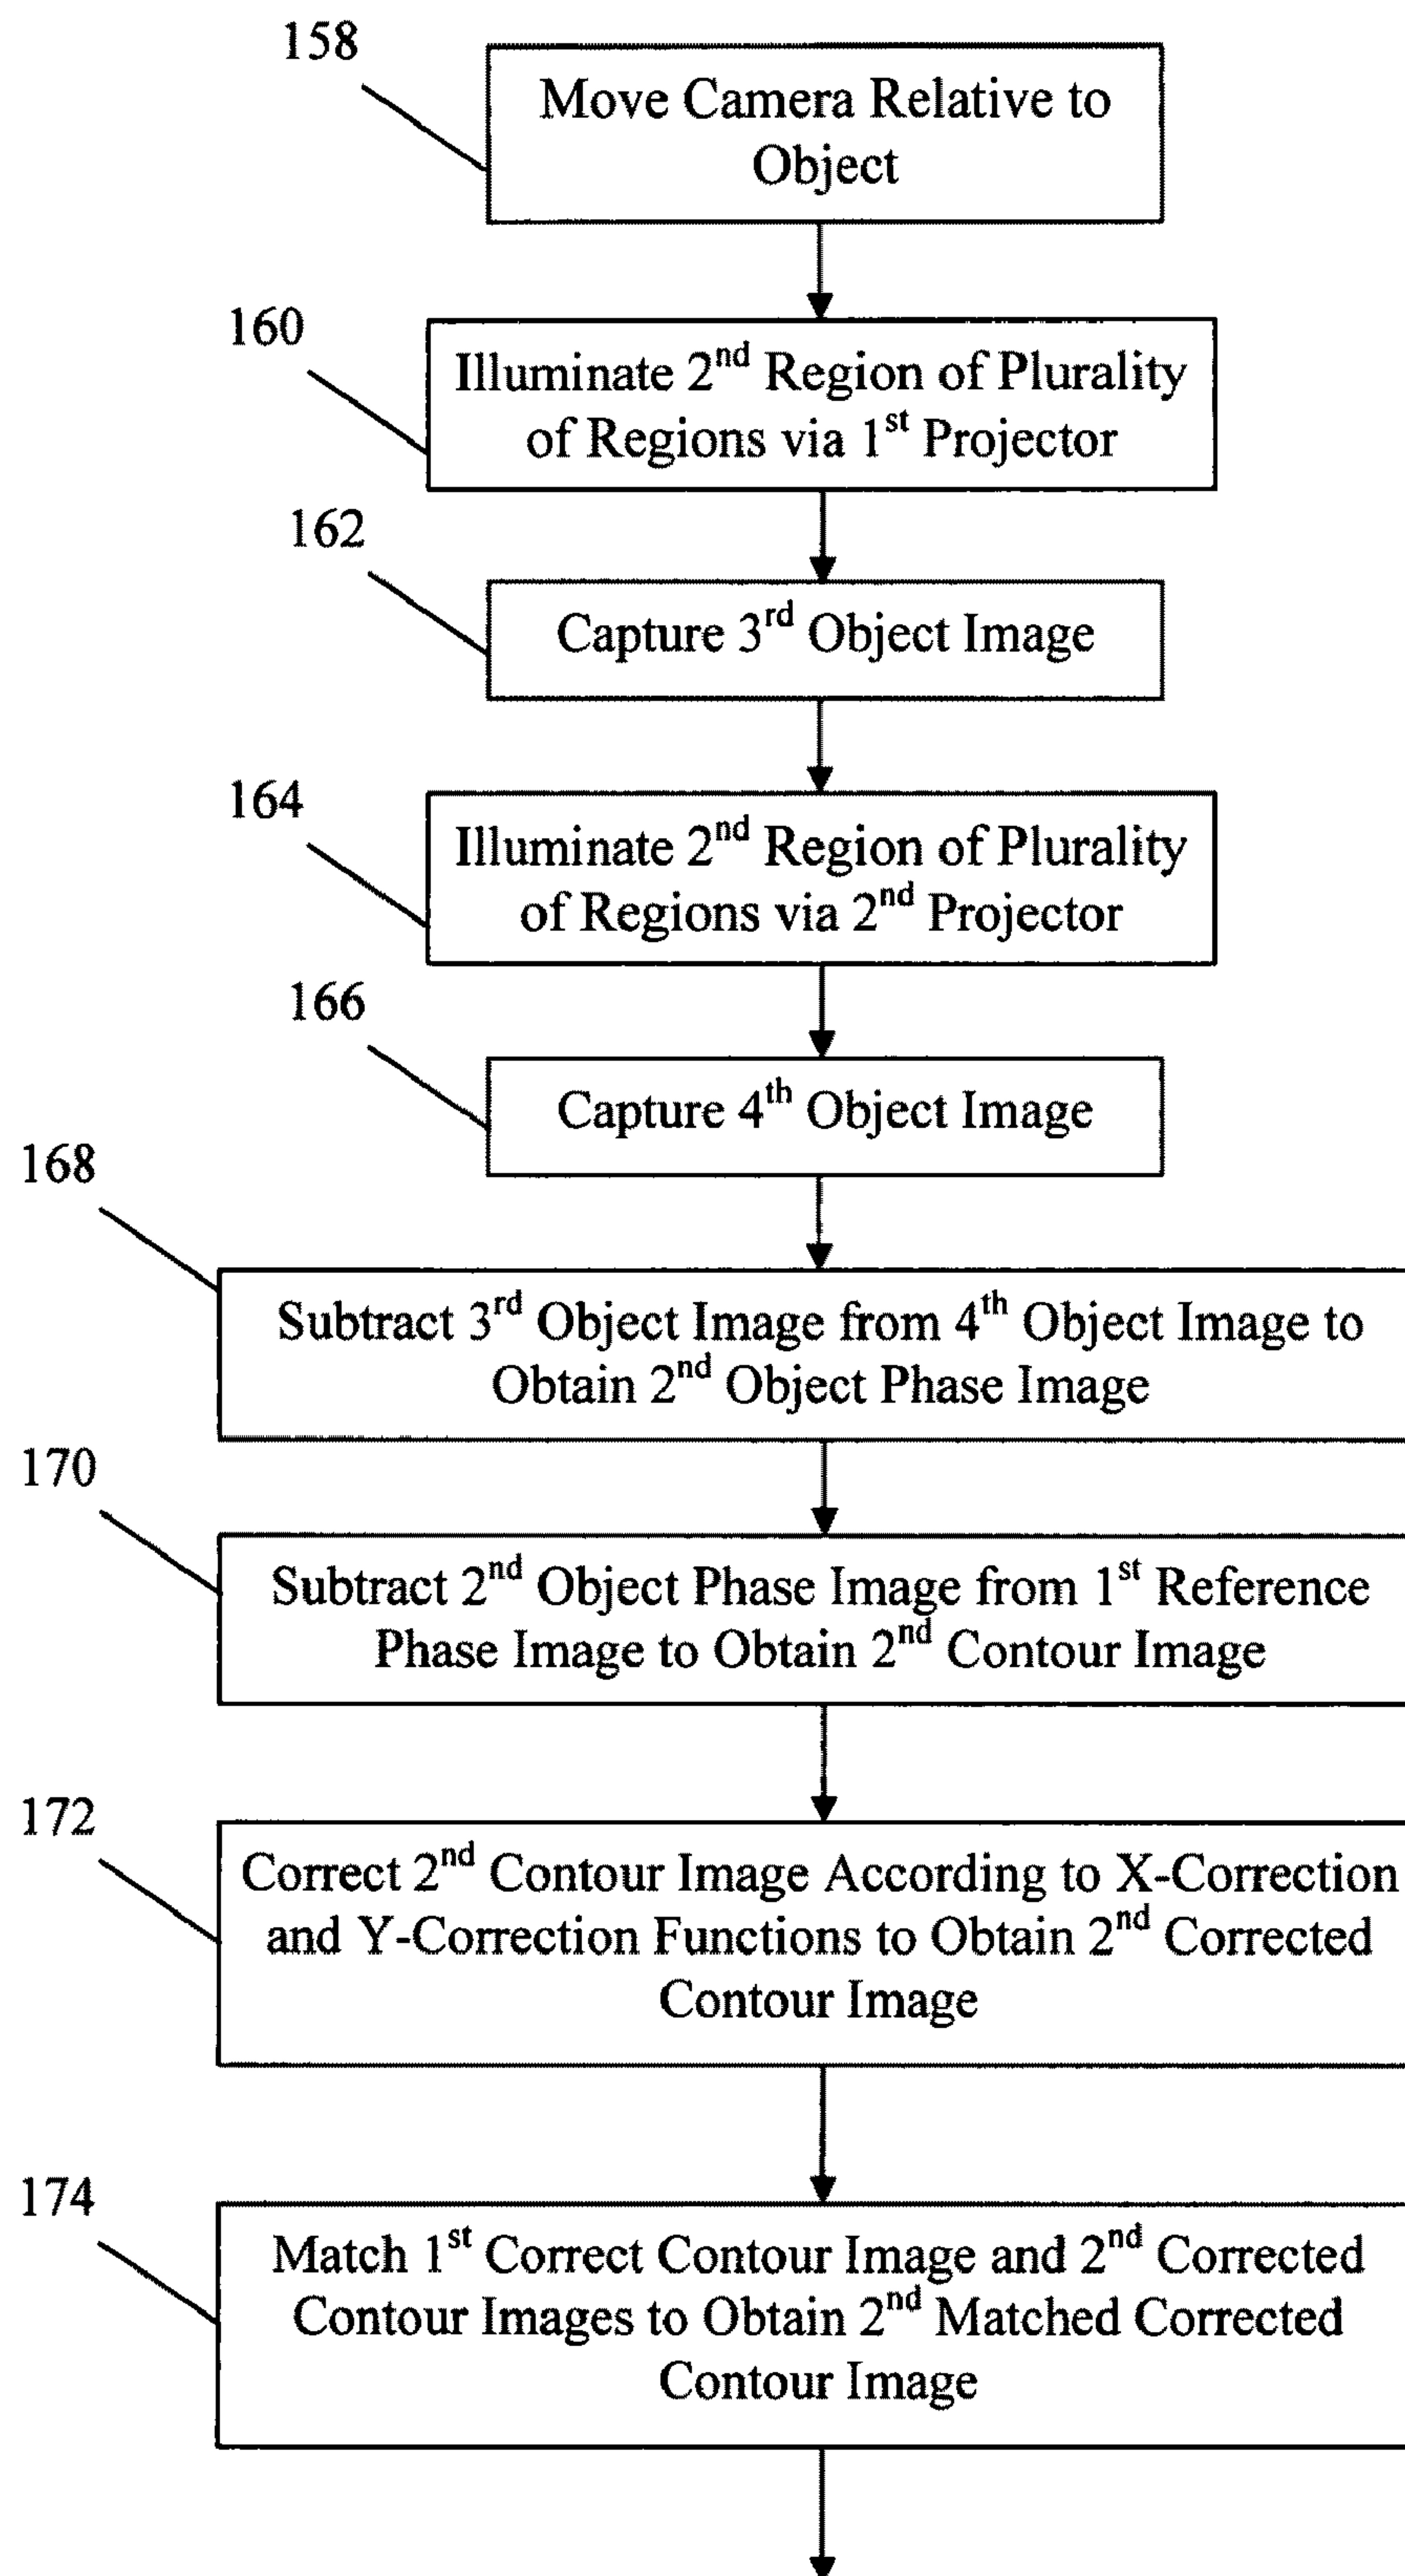 158
Move Camera Relative to
Object
160
Illuminate 2nd Region of Plurality
of Regions via 1st Projector
162
Capture 3rd Object Image
164
Illuminate 2nd Region of Plurality
of Regions via 2nd Projector
166
Capture 4th Object Image
168
Subtract 3rd Object Image from 4th Object Image to
Obtain 2nd Object Phase Image
170
Subtract 2nd Object Phase Image from 1st Reference
Phase Image to Obtain 2nd Contour Image
172
Correct 2nd Contour Image According to X-Correction
and Y-Correction Functions to Obtain 2nd Corrected
Contour Image
174
Match 1st Correct Contour Image and 2nd Corrected
Contour Images to Obtain 2nd Matched Corrected
Contour Image